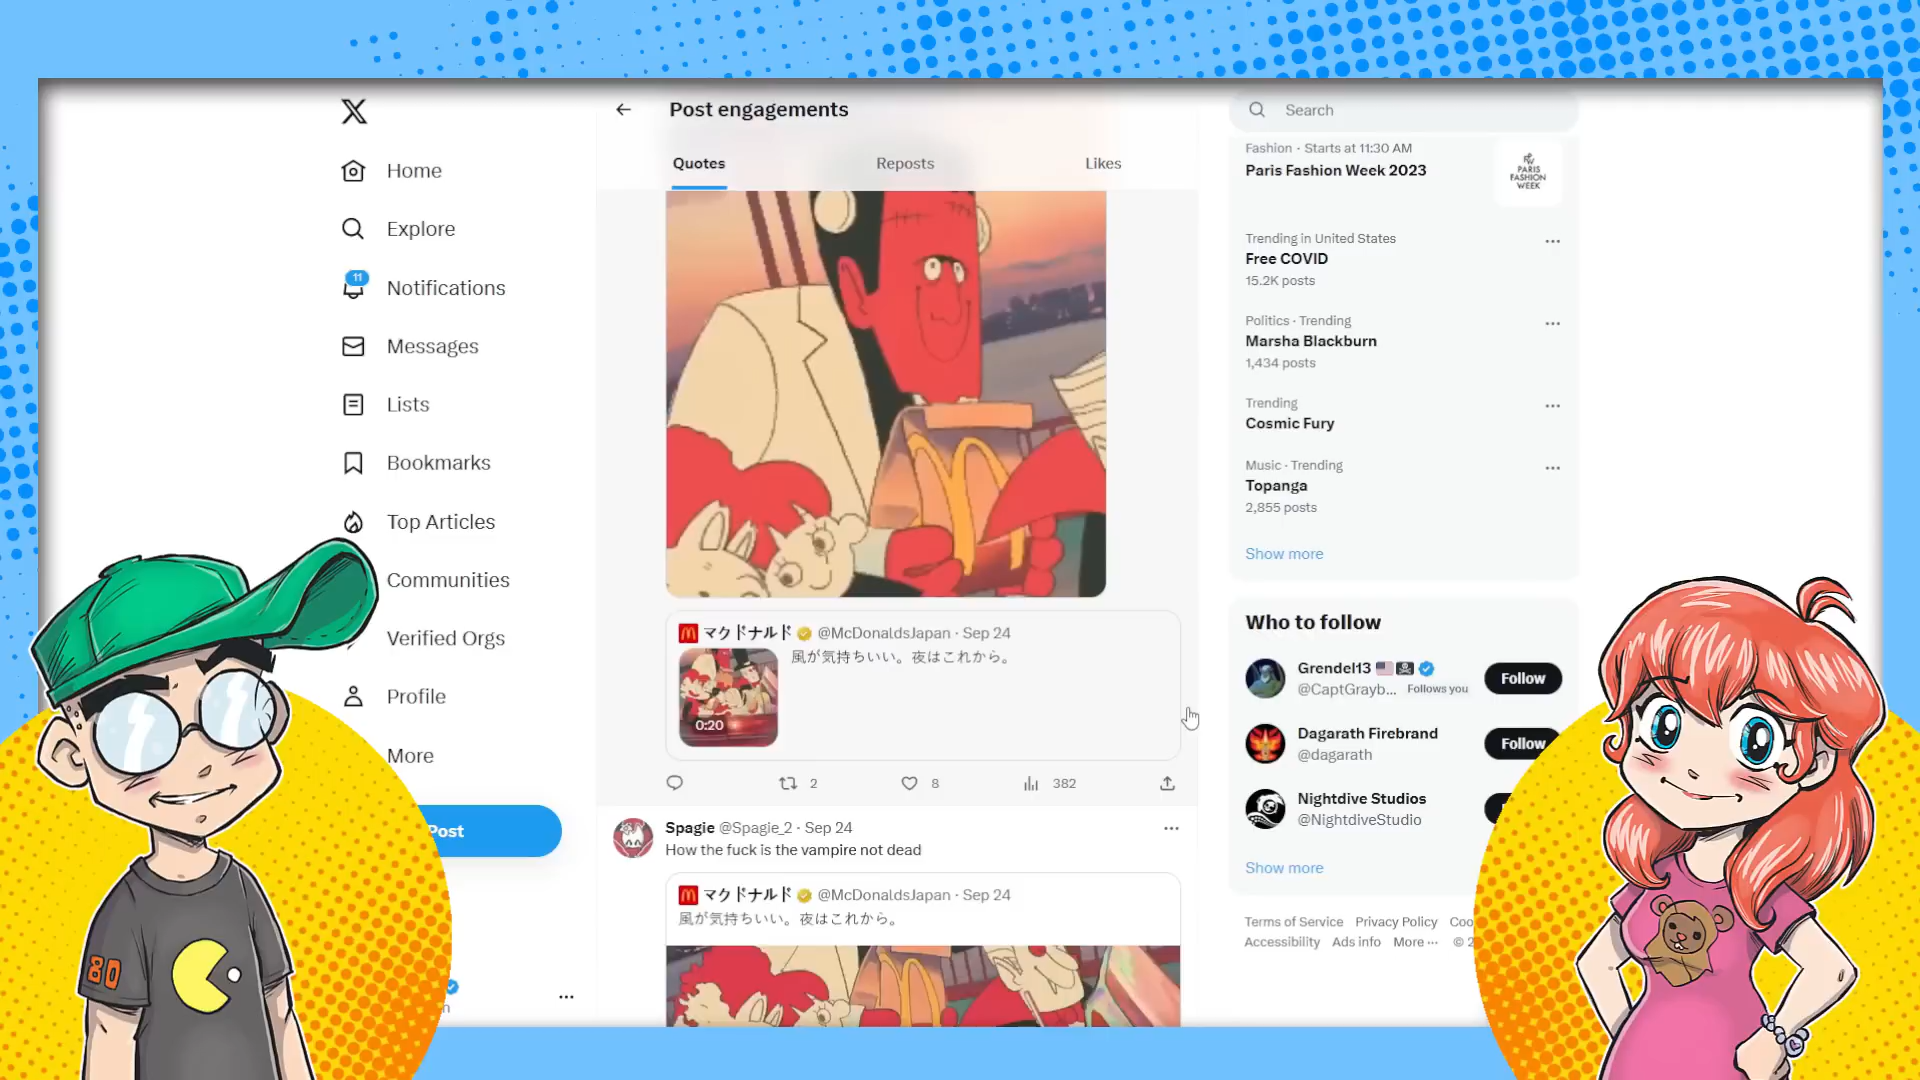 Home
Explore
11
Notifications
Messages
Lists
Bookmarks
Top Articles
Communities
Verified Orgs
Profile
More
Post
Post engagements
Quotes
Reposts
Likes
マクドナルド @McDonaldsJapan · Sep 24
風が気持ちいい。夜はこれから。
0:20
2
8
382
Spagie @Spagie_2 · Sep 24
How the fuck is the vampire not dead
マクドナルド @McDonaldsJapan · Sep 24
風が気持ちいい。夜はこれから。
Search
Fashion · Starts at 11:30 AM
Paris Fashion Week 2023
PARIS
FASHION
WEEK
Trending in United States
Free COVID
15.2K posts
Politics · Trending
Marsha Blackburn
1,434 posts
Trending
Cosmic Fury
Music · Trending
Topanga
2,855 posts
Show more
Who to follow
Grendel13
@CaptGrayb... Follows you
Follow
Dagarath Firebrand
@dagarath
Follow
Nightdive Studios
@NightdiveStudio
Show more
Terms of Service Privacy Policy Coo
Accessibility Ads info More ··· ©
80